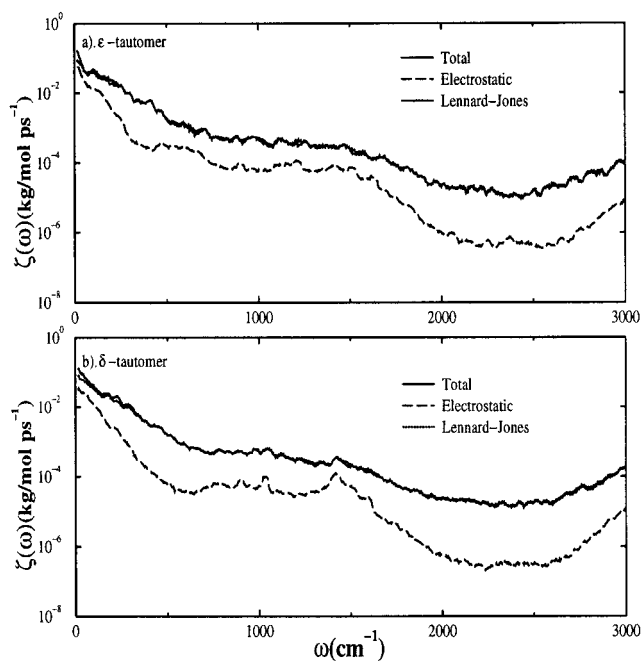 a).ε-tautomer
Total
Electrostatic
Lennard-Jones
ζ(ω)(kg/mol ps⁻¹)
10⁰
10⁻²
10⁻⁴
10⁻⁶
10⁻⁸
0 1000 2000 3000
b).δ-tautomer
Total
Electrostatic
Lennard-Jones
ζ(ω)(kg/mol ps⁻¹)
10⁰
10⁻²
10⁻⁴
10⁻⁶
10⁻⁸
0 1000 2000 3000
ω(cm⁻¹)